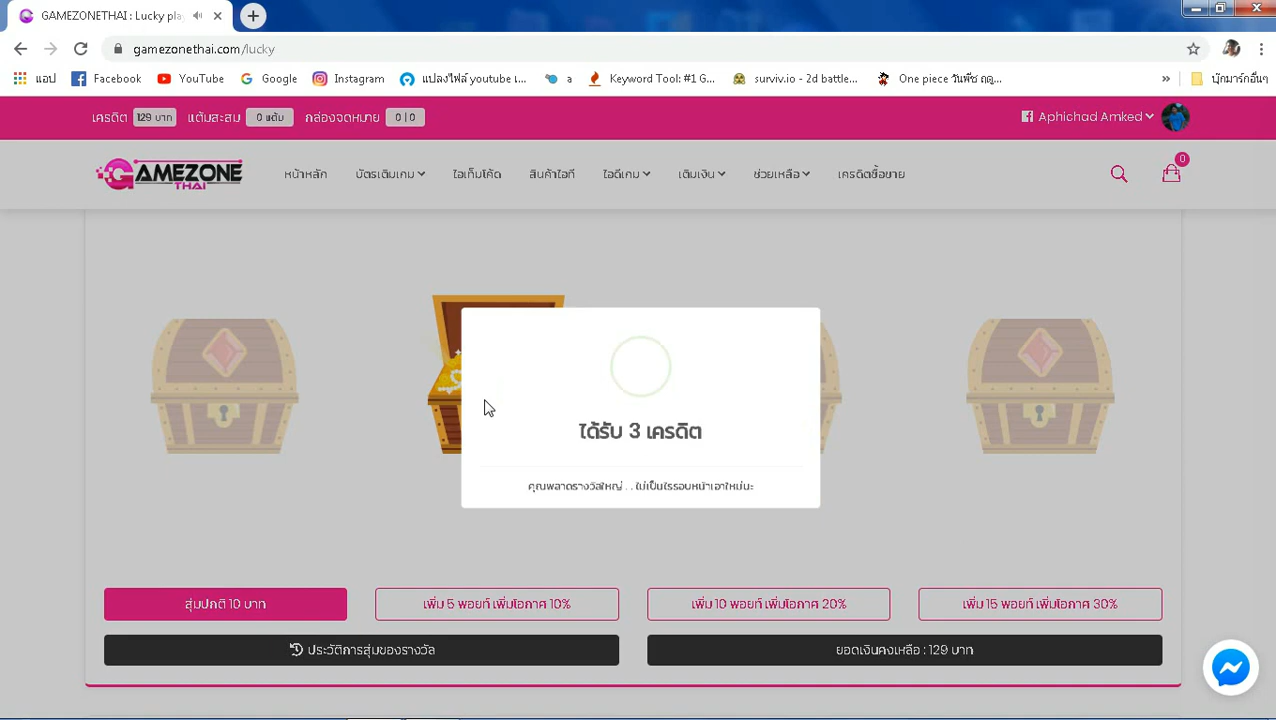 GAMEZONETHAI : Lucky pla
gamezonethai.com/lucky
แอป Facebook YouTube Google Instagram แปลงไฟล์ youtube เ... a Keyword Tool: #1 G... surviv.io - 2d battle... One piece วันพีช ฤดู... » บุ๊กมาร์กอื่นๆ
เครดิต 129 บาท แต้มสะสม 0 แต้ม กล่องจดหมาย 0 | 0 Aphichad Amked
GAMEZONE
THAI
หน้าหลัก บัตรเติมเกม ไอเท็มโค้ด สินค้าไอที ไอดีเกม เติมเงิน ช่วยเหลือ เครดิตซื้อขาย 0
ได้รับ 3 เครดิต
คุณพลาดรางวัลใหญ่ . . ไม่เป็นไรรอบหน้าเอาใหม่นะ
สุ่มปกติ 10 บาท เพิ่ม 5 พอยท์ เพิ่มโอกาศ 10% เพิ่ม 10 พอยท์ เพิ่มโอกาศ 20% เพิ่ม 15 พอยท์ เพิ่มโอกาศ 30%
ประวัติการสุ่มของรางวัล ยอดเงินคงเหลือ : 129 บาท